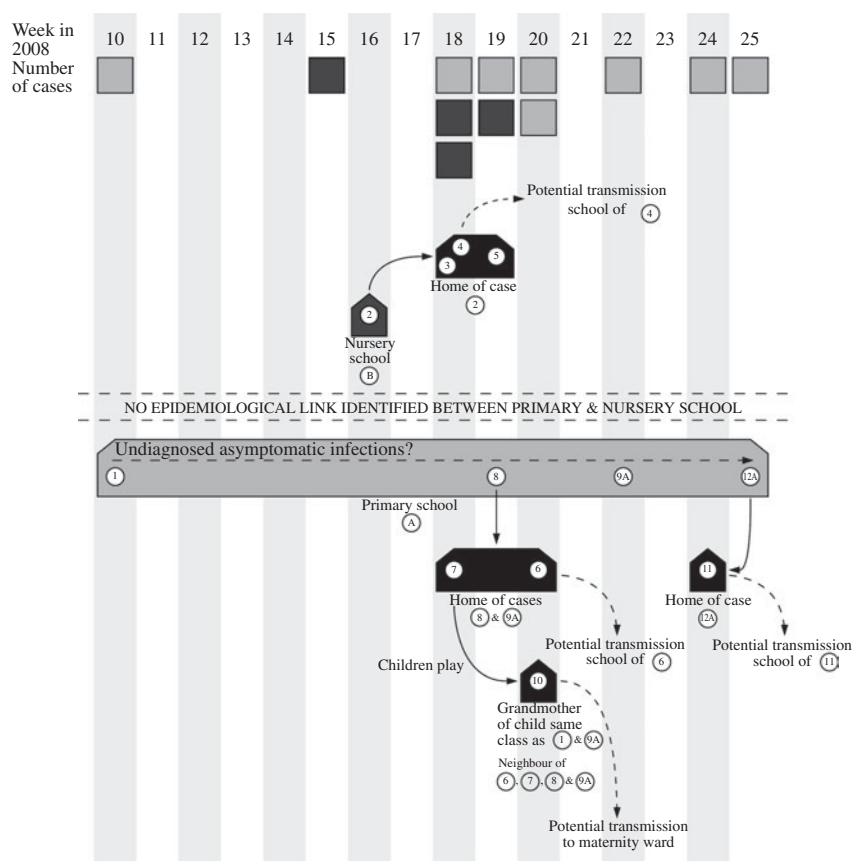 Week in
2008
10 11 12 13 14 15 16 17 18 19 20 21 22 23 24 25
Number
of cases
Potential transmission
school of 4
4
3
5
Home of case
2
2
Nursery
school
B
NO EPIDEMIOLOGICAL LINK IDENTIFIED BETWEEN PRIMARY & NURSERY SCHOOL
Undiagnosed asymptomatic infections?
1 8 9A 12A
Primary school
A
7 6 11
Home of cases
8 & 9A
Home of case
12A
Potential transmission
school of 6
Potential transmission
school of 11
Children play
10
Grandmother
of child same
class as 1 & 9A
Neighbour of
6, 7, 8 & 9A
Potential transmission
to maternity ward